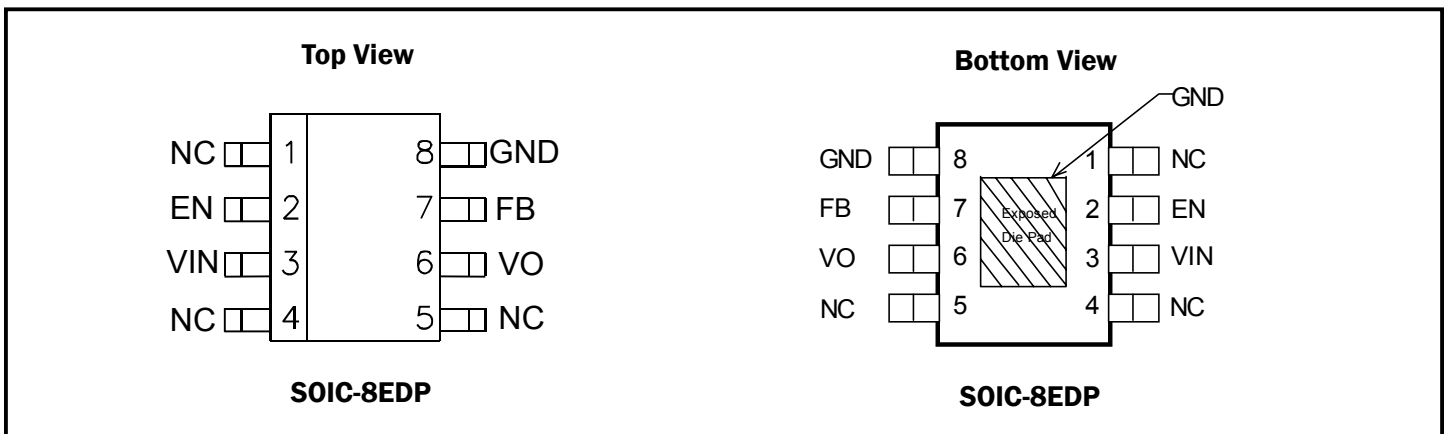 Top View
NC 1 8 GND
EN 2 7 FB
VIN 3 6 VO
NC 4 5 NC
SOIC-8EDP
Bottom View
GND
GND 8 1 NC
FB 7 Exposed 2 EN
Die Pad
VO 6 3 VIN
NC 5 4 NC
SOIC-8EDP